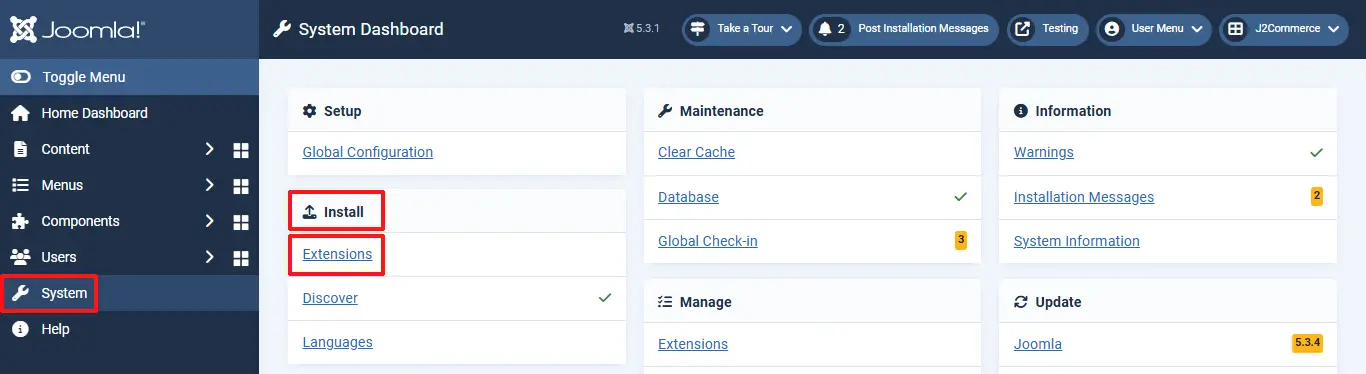 Joomla!
System Dashboard
5.3.1
Take a Tour
2 Post Installation Messages
Testing
User Menu
J2Commerce
Toggle Menu
Home Dashboard
Content
Menus
Components
Users
System
Help
Setup
Global Configuration
Install
Extensions
Discover
Languages
Maintenance
Clear Cache
Database
Global Check-in 3
Manage
Extensions
Information
Warnings
Installation Messages 2
System Information
Update
Joomla 5.3.4